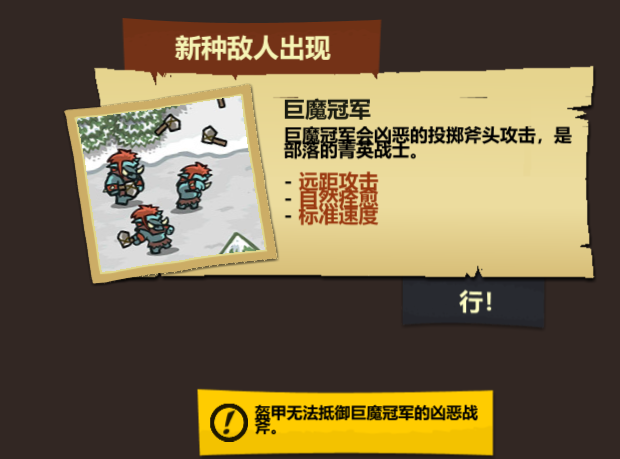 新种敌人出现
巨魔冠军
巨魔冠军会凶恶的投掷斧头攻击，是
部落的菁英战士。
- 远距攻击
- 自然痊愈
- 标准速度
行!
盔甲无法抵御巨魔冠军的凶恶战
斧。